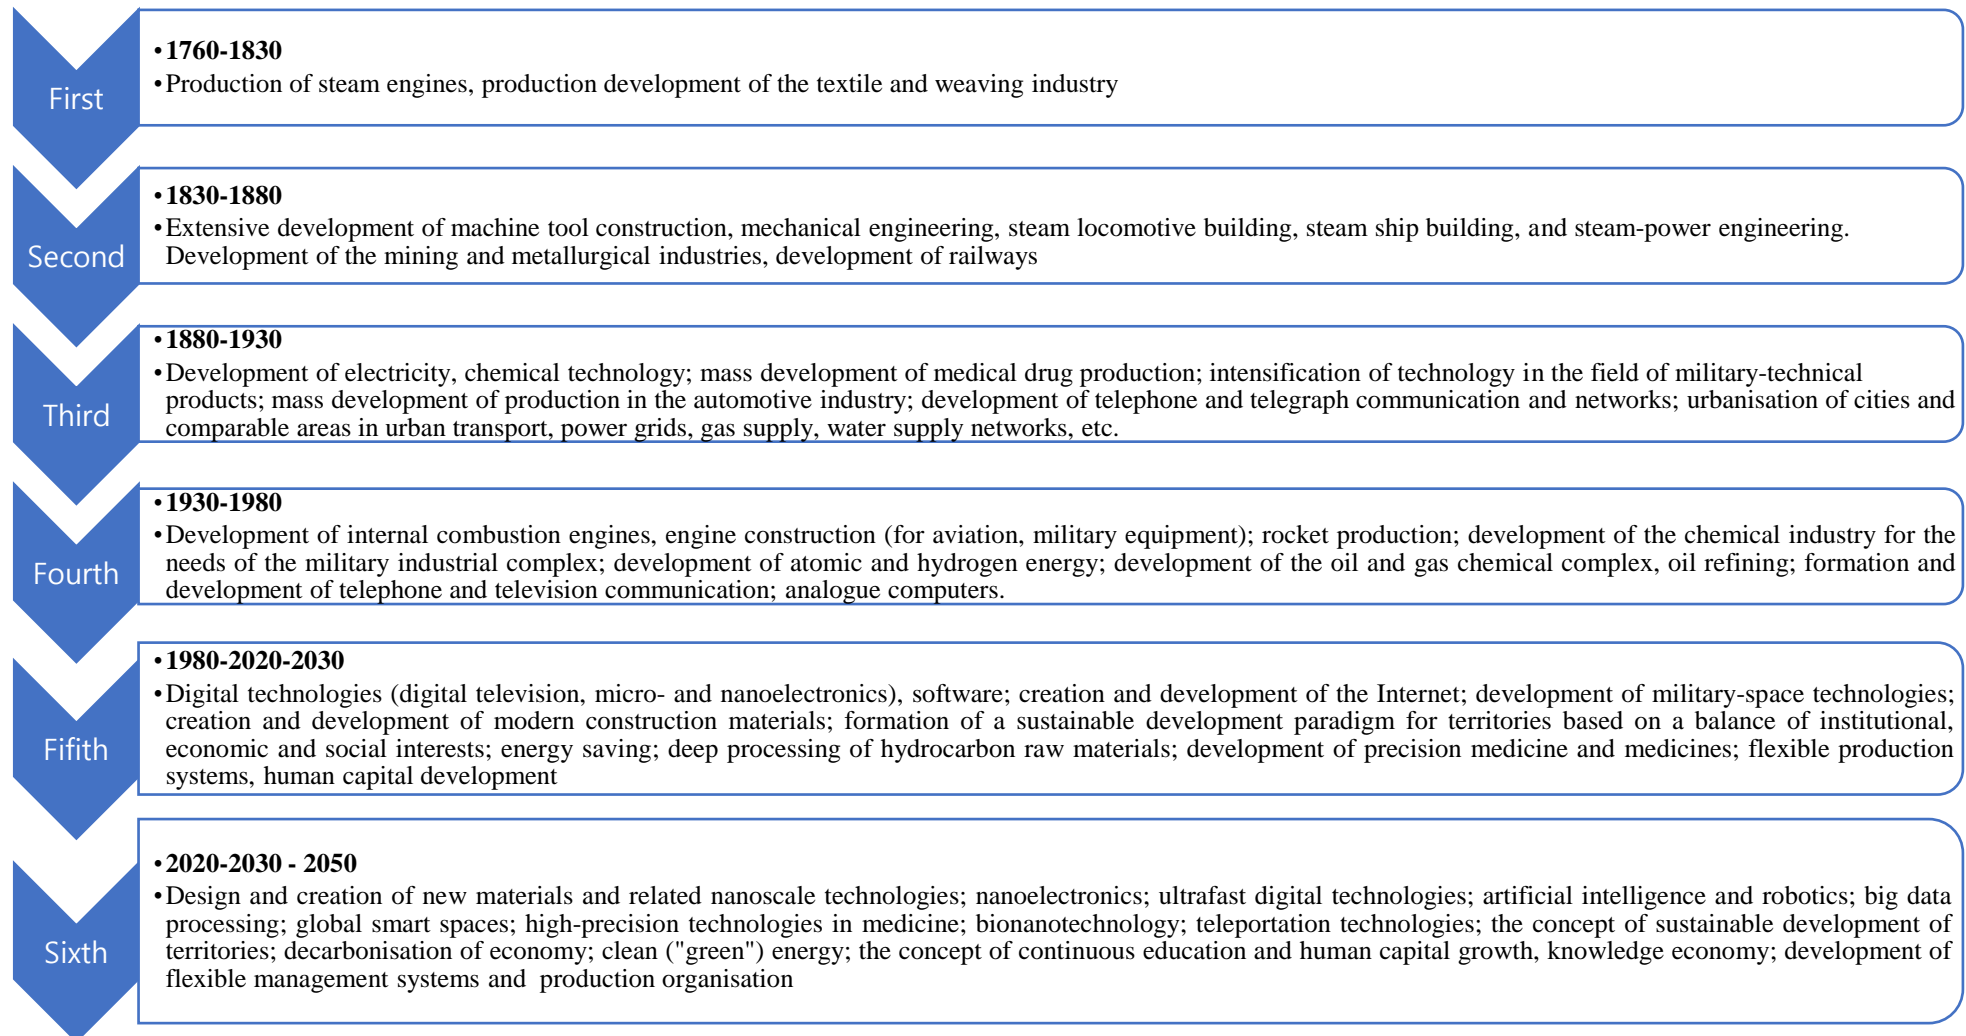 First
•1760-1830
•Production of steam engines, production development of the textile and weaving industry
Second
•1830-1880
•Extensive development of machine tool construction, mechanical engineering, steam locomotive building, steam ship building, and steam-power engineering.
Development of the mining and metallurgical industries, development of railways
Third
•1880-1930
•Development of electricity, chemical technology; mass development of medical drug production; intensification of technology in the field of military-technical
products; mass development of production in the automotive industry; development of telephone and telegraph communication and networks; urbanisation of cities and
comparable areas in urban transport, power grids, gas supply, water supply networks, etc.
Fourth
•1930-1980
•Development of internal combustion engines, engine construction (for aviation, military equipment); rocket production; development of the chemical industry for the
needs of the military industrial complex; development of atomic and hydrogen energy; development of the oil and gas chemical complex, oil refining; formation and
development of telephone and television communication; analogue computers.
Fifith
•1980-2020-2030
•Digital technologies (digital television, micro- and nanoelectronics), software; creation and development of the Internet; development of military-space technologies;
creation and development of modern construction materials; formation of a sustainable development paradigm for territories based on a balance of institutional,
economic and social interests; energy saving; deep processing of hydrocarbon raw materials; development of precision medicine and medicines; flexible production
systems, human capital development
Sixth
•2020-2030 - 2050
•Design and creation of new materials and related nanoscale technologies; nanoelectronics; ultrafast digital technologies; artificial intelligence and robotics; big data
processing; global smart spaces; high-precision technologies in medicine; bionanotechnology; teleportation technologies; the concept of sustainable development of
territories; decarbonisation of economy; clean ("green") energy; the concept of continuous education and human capital growth, knowledge economy; development of
flexible management systems and production organisation